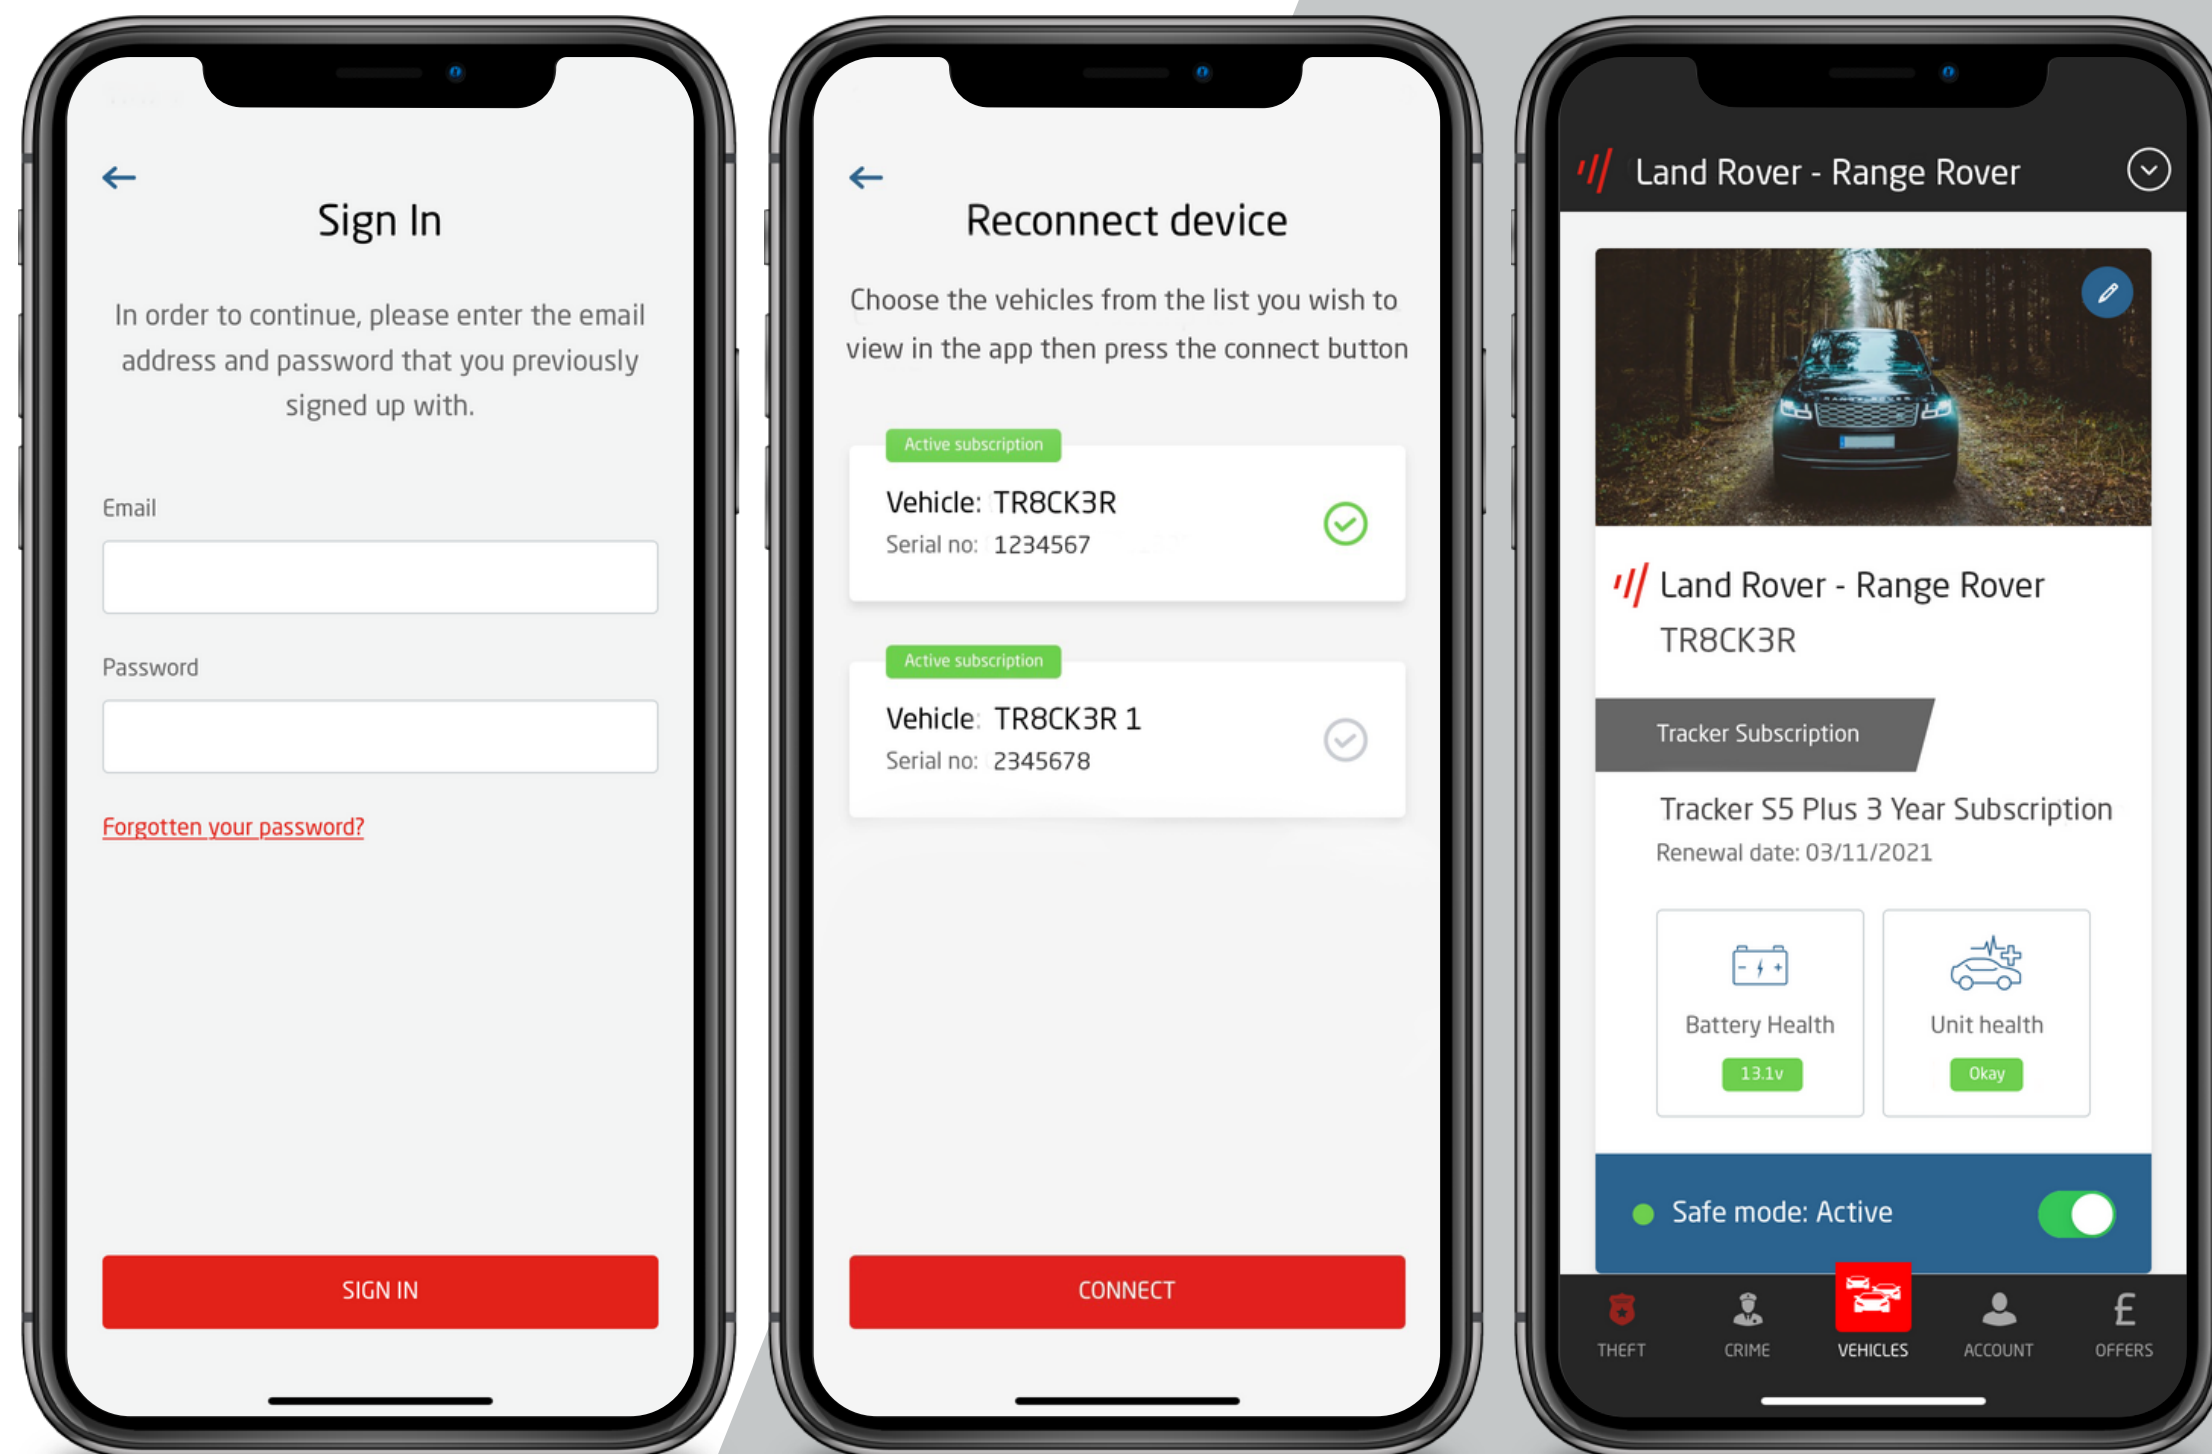 Sign In
In order to continue, please enter the email
address and password that you previously
signed up with.
Email
Password
Forgotten your password?
SIGN IN
Reconnect device
Choose the vehicles from the list you wish to
view in the app then press the connect button
Active subscription
Vehicle: TR8CK3R
Serial no: 1234567
Active subscription
Vehicle: TR8CK3R 1
Serial no: 2345678
CONNECT
Land Rover - Range Rover
RANGE ROVER
Land Rover - Range Rover
TR8CK3R
Tracker Subscription
Tracker S5 Plus 3 Year Subscription
Renewal date: 03/11/2021
Battery Health
13.1v
Unit health
Okay
Safe mode: Active
THEFT
CRIME
VEHICLES
ACCOUNT
£
OFFERS